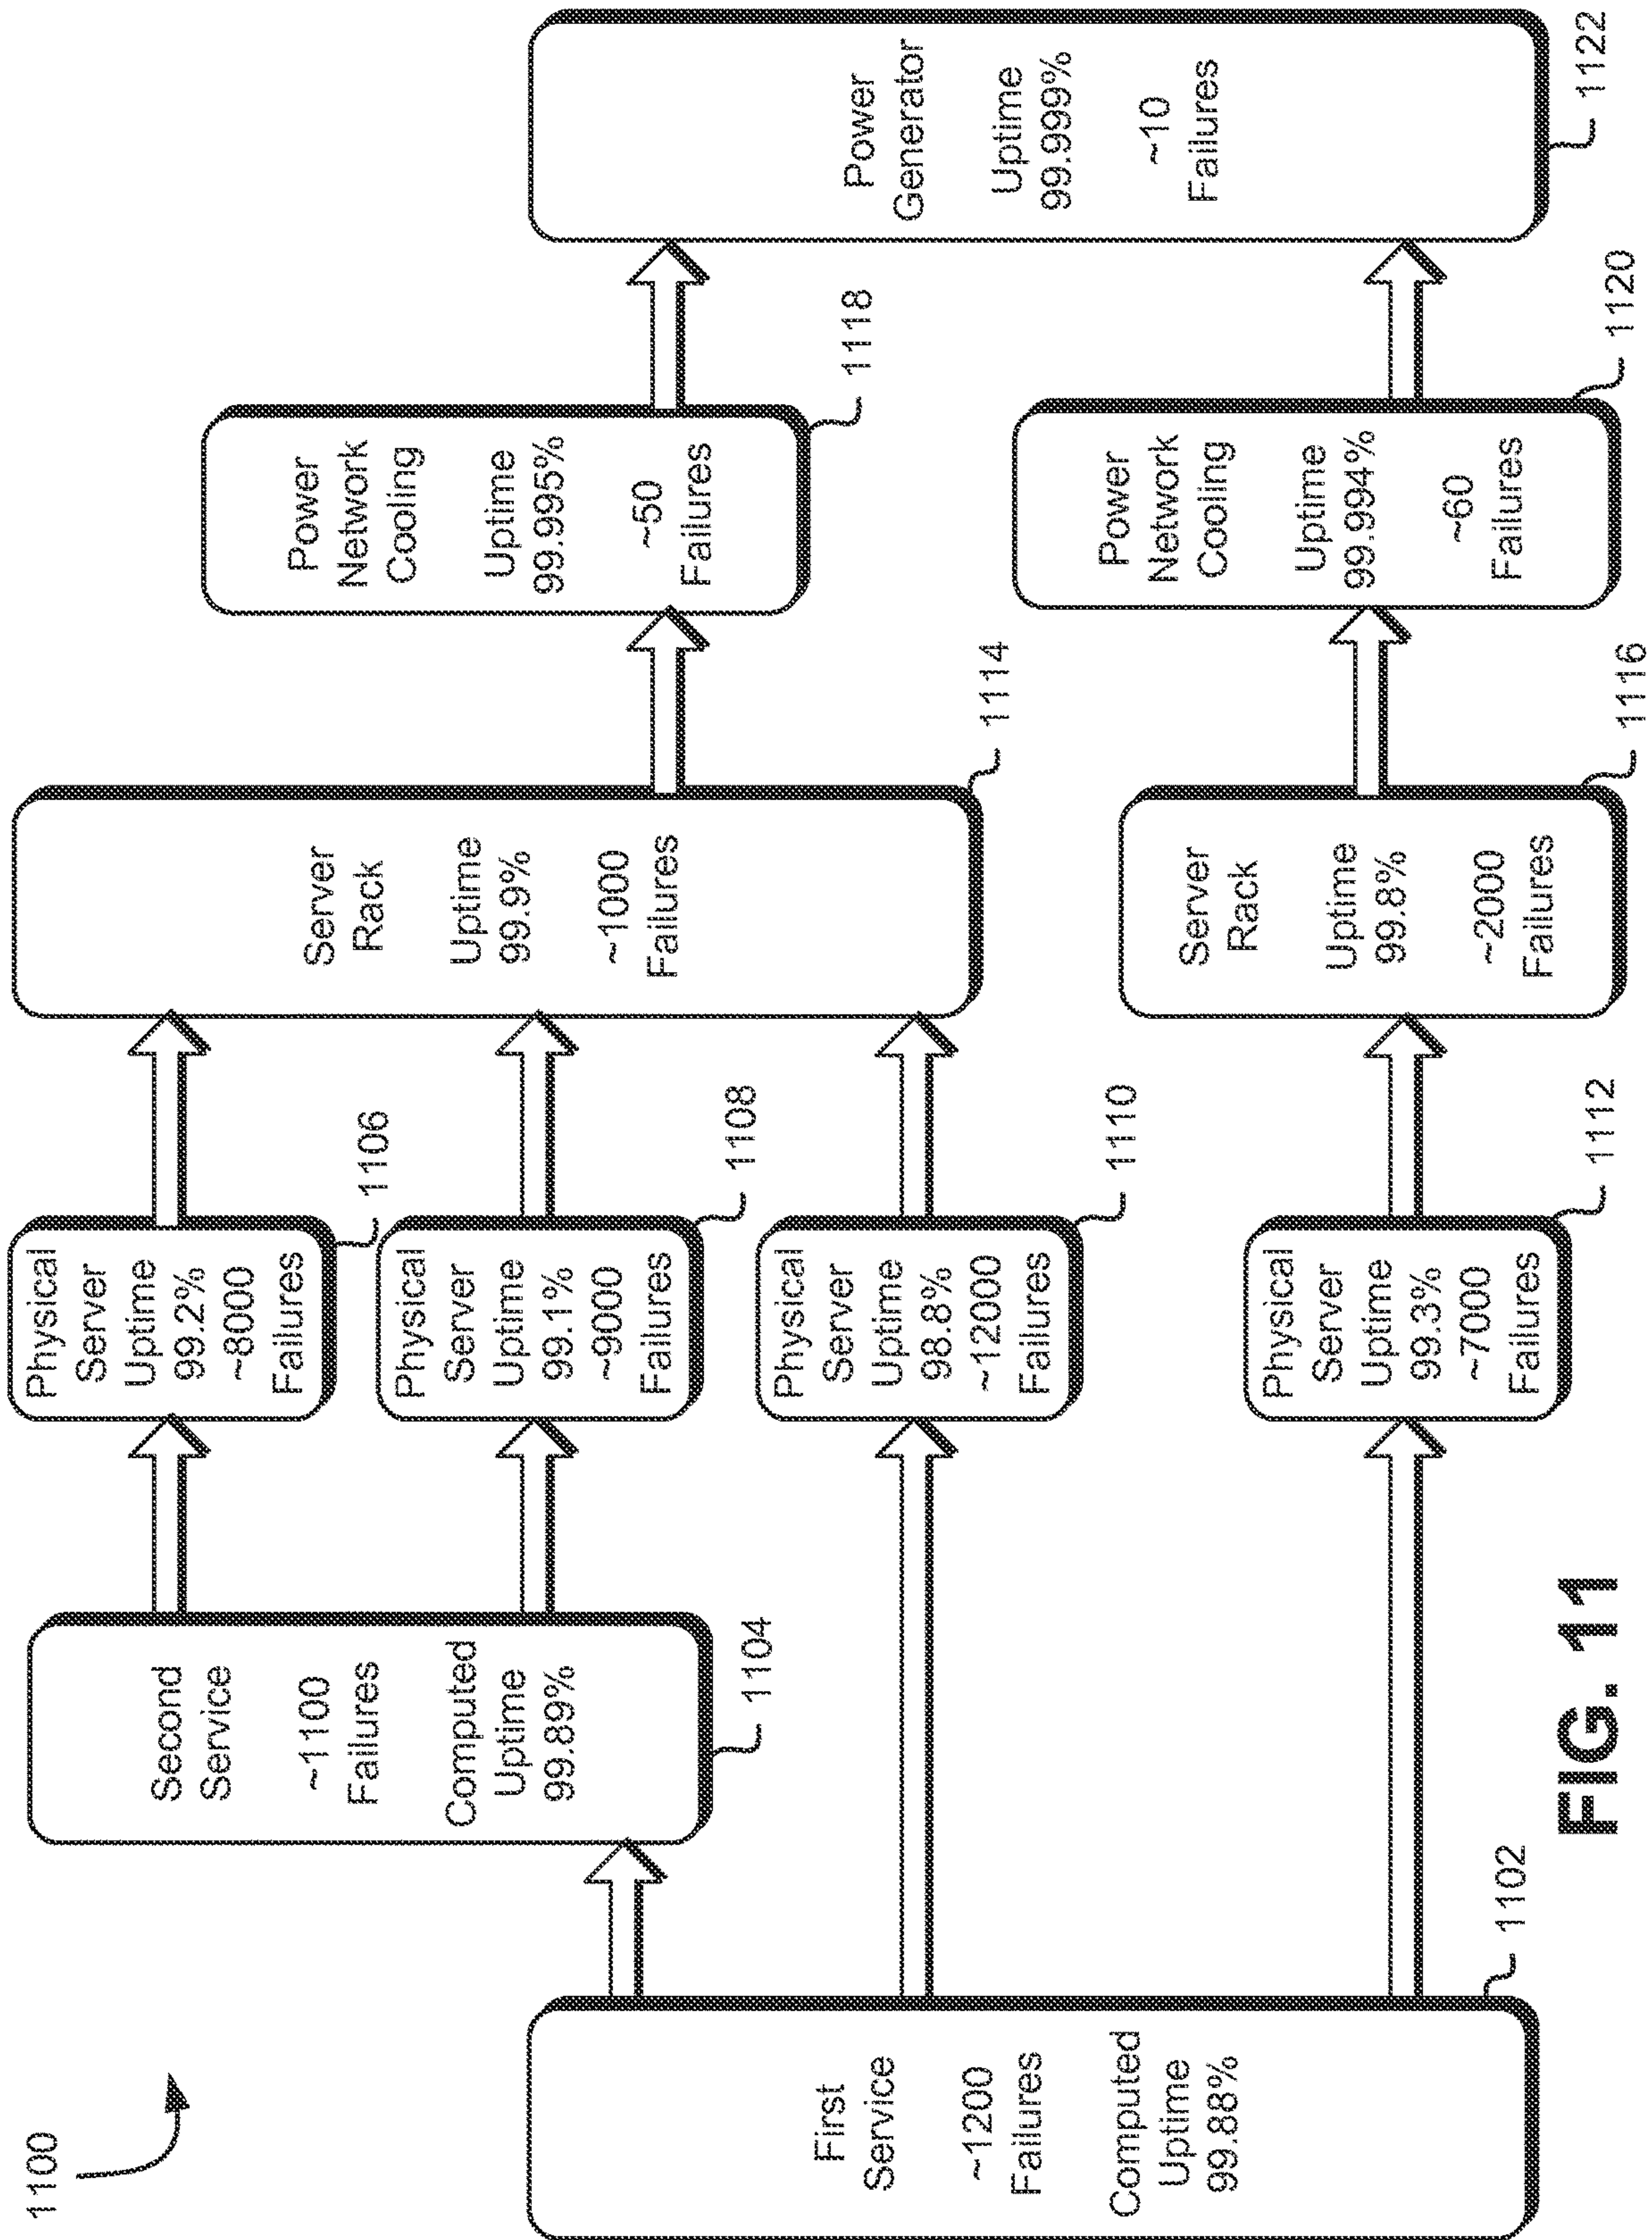 1100
First
Service
~1200
Failures
Computed
Uptime
99.88%
1102
Second
Service
~1100
Failures
Computed
Uptime
99.89%
1104
Physical
Server
Uptime
99.2%
~8000
Failures
1106
Physical
Server
Uptime
99.1%
~9000
Failures
1108
Physical
Server
Uptime
98.8%
~12000
Failures
1110
Physical
Server
Uptime
99.3%
~7000
Failures
1112
Server
Rack
Uptime
99.9%
~1000
Failures
1114
Server
Rack
Uptime
99.8%
~2000
Failures
1116
Power
Network
Cooling
Uptime
99.995%
~50
Failures
1118
Power
Network
Cooling
Uptime
99.994%
~60
Failures
1120
Power
Generator
Uptime
99.999%
~10
Failures
1122
FIG. 11